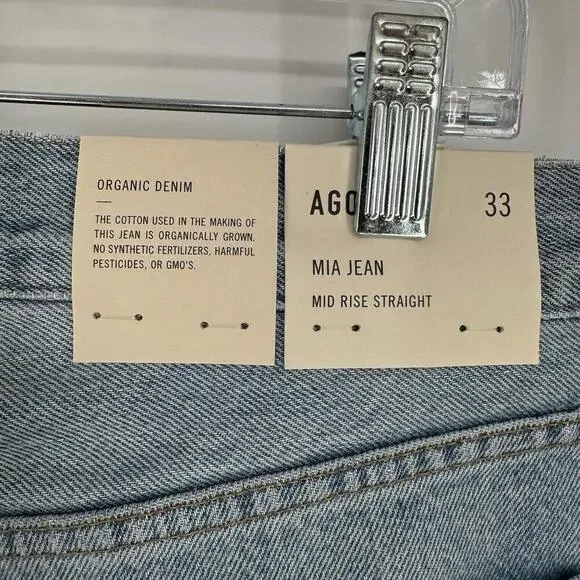 ORGANIC DENIM
THE COTTON USED IN THE MAKING OF
THIS JEAN IS ORGANICALLY GROWN.
NO SYNTHETIC FERTILIZERS, HARMFUL
PESTICIDES, OR GMO'S.
33
MIA JEAN
MID RISE STRAIGHT